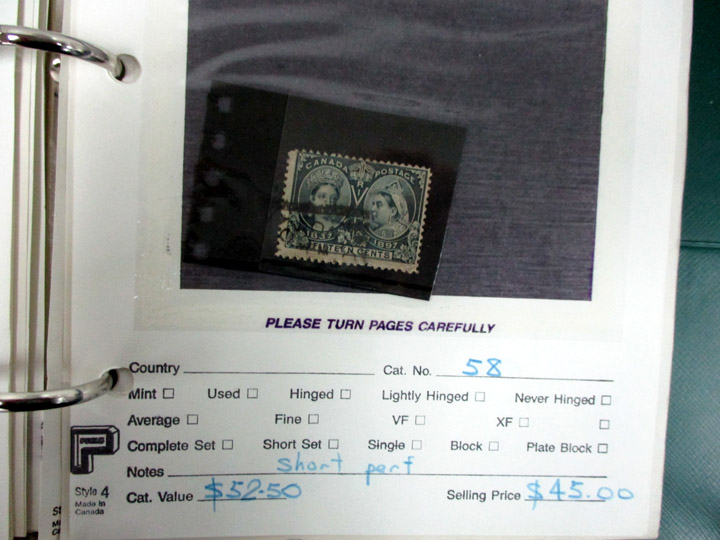 CANADA POSTAGE
1837 1897
FIFTEEN CENTS
PLEASE TURN PAGES CAREFULLY
Country Cat. No. 58
Mint Used Hinged Lightly Hinged Never Hinged
Average Fine VF XF
Complete Set Short Set Single Block Plate Block
Notes short perf
Style 4
Made in
Canada
Cat. Value $52.50 Selling Price $45.00